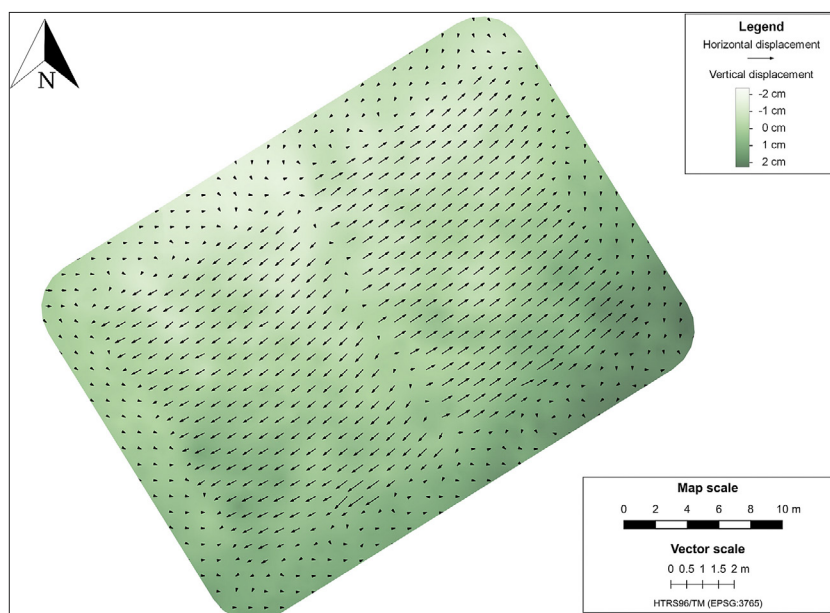 N
Legend
Horizontal displacement
Vertical displacement
-2 cm
-1 cm
0 cm
1 cm
2 cm
Map scale
0 2 4 6 8 10 m
Vector scale
0 0.5 1 1.5 2 m
HTRS96/TM (EPSG:3765)